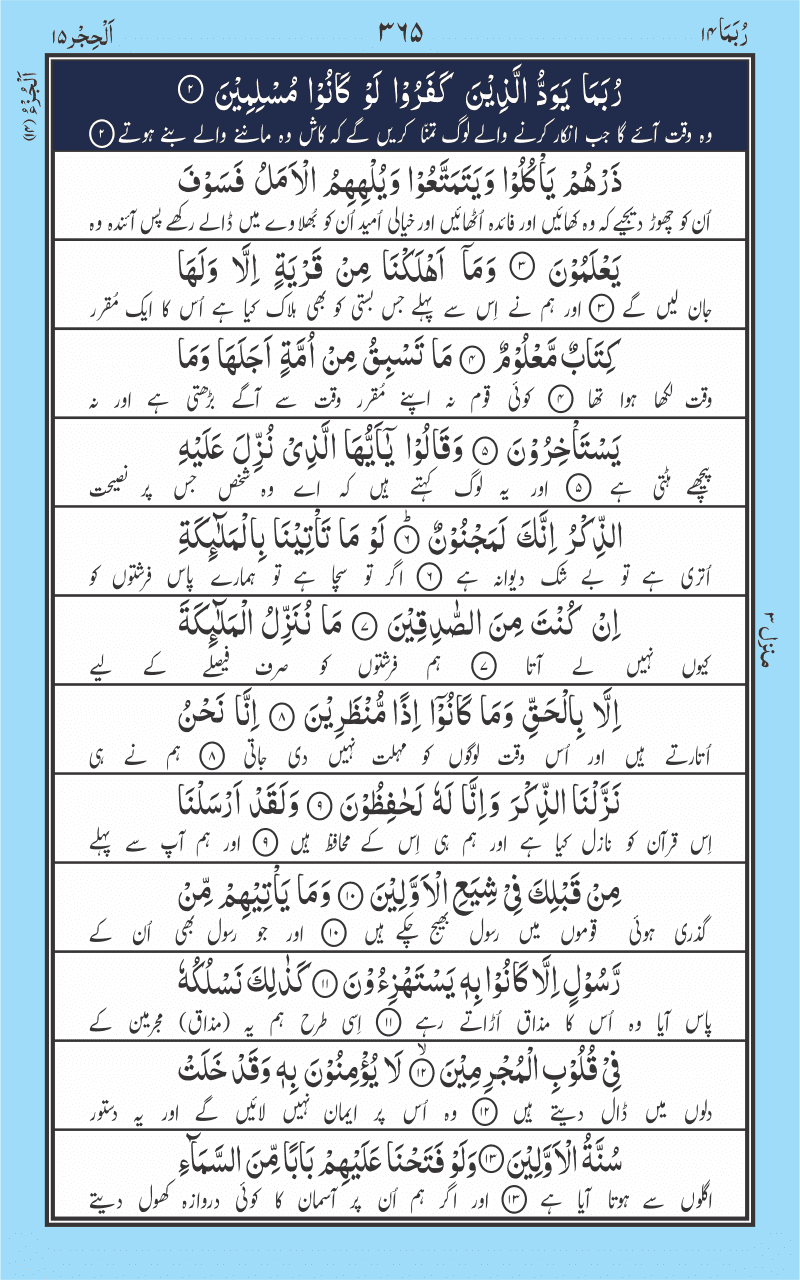 رُبَمَا ۱۴ ۳۶۵ اَلْحِجْر ۱۵
رُبَمَا يَوَدُّ الَّذِيْنَ كَفَرُوْا لَوْ كَانُوْا مُسْلِمِيْنَ ۲
وہ وقت آئے گا جب انکار کرنے والے لوگ تمنّا کریں گے کہ کاش وہ ماننے والے بنے ہوتے ۲
ذَرْهُمْ يَاْكُلُوْا وَيَتَمَتَّعُوْا وَيُلْهِهِمُ الْاَمَلُ فَسَوْفَ
اُن کو چھوڑ دیجیے کہ وہ کھائیں اور فائدہ اُٹھائیں اور خیالی اُمید اُن کو بُھلاوے میں ڈالے رکھے پس آئندہ وہ
يَعْلَمُوْنَ ۳ وَمَاۤ اَهْلَكْنَا مِنْ قَرْيَةٍ اِلَّا وَلَهَا
جان لیں گے ۳ اور ہم نے اِس سے پہلے جس بستی کو بھی ہلاک کیا ہے اُس کا ایک مُقرر
كِتَابٌ مَّعْلُوْمٌ ۴ مَا تَسْبِقُ مِنْ اُمَّةٍ اَجَلَهَا وَمَا
وقت لکھا ہوا تھا ۴ کوئی قوم نہ اپنے مُقرر وقت سے آگے بڑھتی ہے اور نہ
يَسْتَاْخِرُوْنَ ۵ وَقَالُوْا يٰۤاَيُّهَا الَّذِىْ نُزِّلَ عَلَيْهِ
پیچھے ہٹتی ہے ۵ اور یہ لوگ کہتے ہیں کہ اے وہ شخص جس پر نصیحت
الذِّكْرُ اِنَّكَ لَمَجْنُوْنٌ ؕ ۶ لَوْ مَا تَاْتِيْنَا بِالْمَلٰٓئِكَةِ
اُتری ہے تو بے شک دیوانہ ہے ۶ اگر تو سچا ہے تو ہمارے پاس فرشتوں کو
اِنْ كُنْتَ مِنَ الصّٰدِقِيْنَ ۷ مَا نُنَزِّلُ الْمَلٰٓئِكَةَ
کیوں نہیں لے آتا ۷ ہم فرشتوں کو صرف فیصلے کے لیے
اِلَّا بِالْحَقِّ وَمَا كَانُوْۤا اِذًا مُّنْظَرِيْنَ ۸ اِنَّا نَحْنُ
اُتارتے ہیں اور اُس وقت لوگوں کو مہلت نہیں دی جاتی ۸ ہم نے ہی
نَزَّلْنَا الذِّكْرَ وَاِنَّا لَهٗ لَحٰفِظُوْنَ ۹ وَلَقَدْ اَرْسَلْنَا
اِس قرآن کو نازل کیا ہے اور ہم ہی اِس کے محافظ ہیں ۹ اور ہم آپ سے پہلے
مِنْ قَبْلِكَ فِىْ شِيَعِ الْاَوَّلِيْنَ ۱۰ وَمَا يَاْتِيْهِمْ مِّنْ
گذری ہوئی قوموں میں رسول بھیج چکے ہیں ۱۰ اور جو رسول بھی اُن کے
رَّسُوْلٍ اِلَّا كَانُوْا بِهٖ يَسْتَهْزِءُوْنَ ۱۱ كَذٰلِكَ نَسْلُكُهٗ
پاس آیا وہ اُس کا مذاق اُڑاتے رہے ۱۱ اِسی طرح ہم یہ (مذاق) مجرمین کے
فِىْ قُلُوْبِ الْمُجْرِمِيْنَ ۙ ۱۲ لَا يُؤْمِنُوْنَ بِهٖ وَقَدْ خَلَتْ
دلوں میں ڈال دیتے ہیں ۱۲ وہ اُس پر ایمان نہیں لائیں گے اور یہ دستور
سُنَّةُ الْاَوَّلِيْنَ ۱۳ وَلَوْ فَتَحْنَا عَلَيْهِمْ بَابًا مِّنَ السَّمَآءِ
اگلوں سے ہوتا آیا ہے ۱۳ اور اگر ہم اُن پر آسمان کا کوئی دروازہ کھول دیتے
اَلْجُزْءُ (۱۴)
منزل ۳